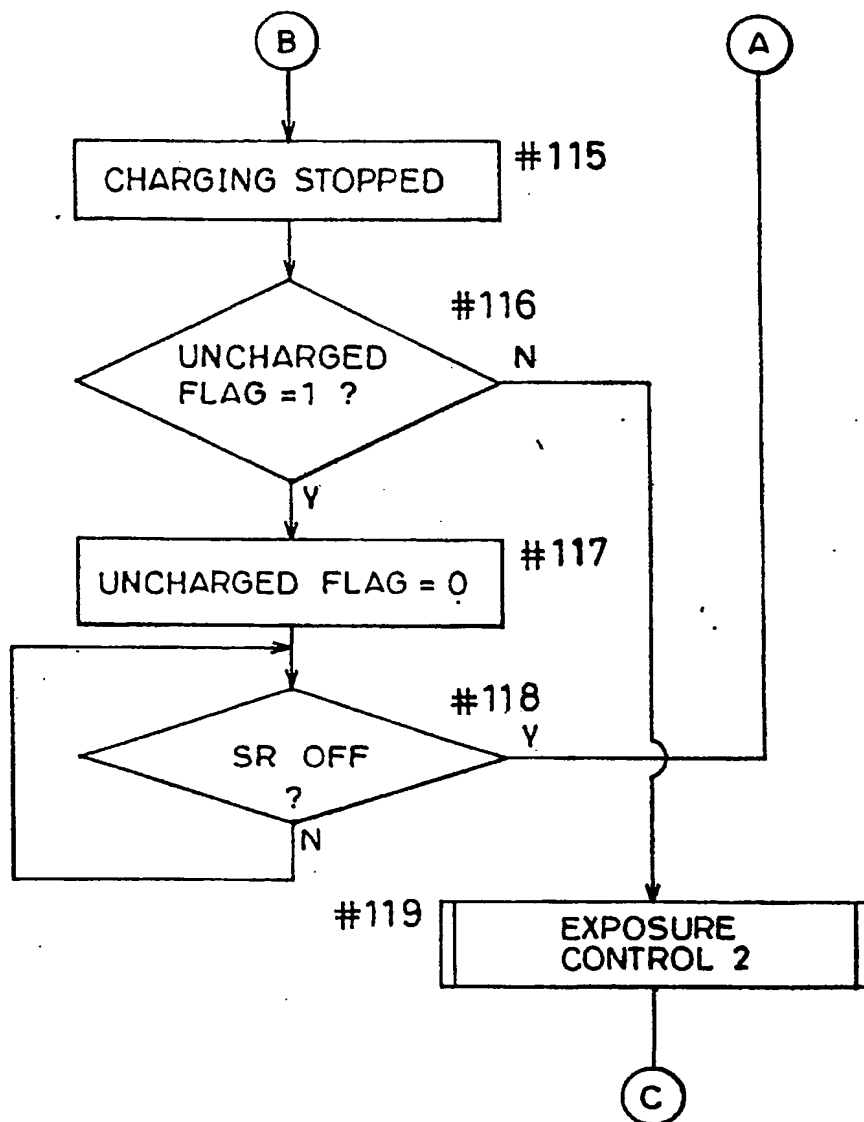 B
A
CHARGING STOPPED
#115
#116
UNCHARGED
FLAG =1 ?
N
Y
UNCHARGED FLAG = 0
#117
#118
SR OFF
?
Y
N
#119
EXPOSURE
CONTROL 2
C